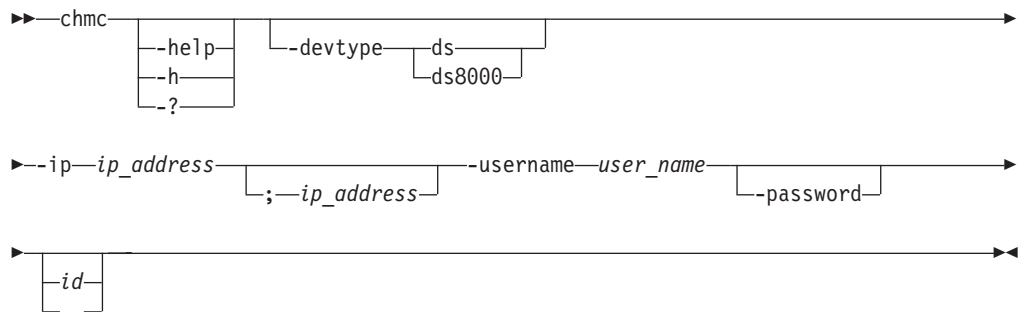 chmc
-help
-h
-?
-devtype ds
ds8000
-ip ip_address
; ip_address
-username user_name
-password
id